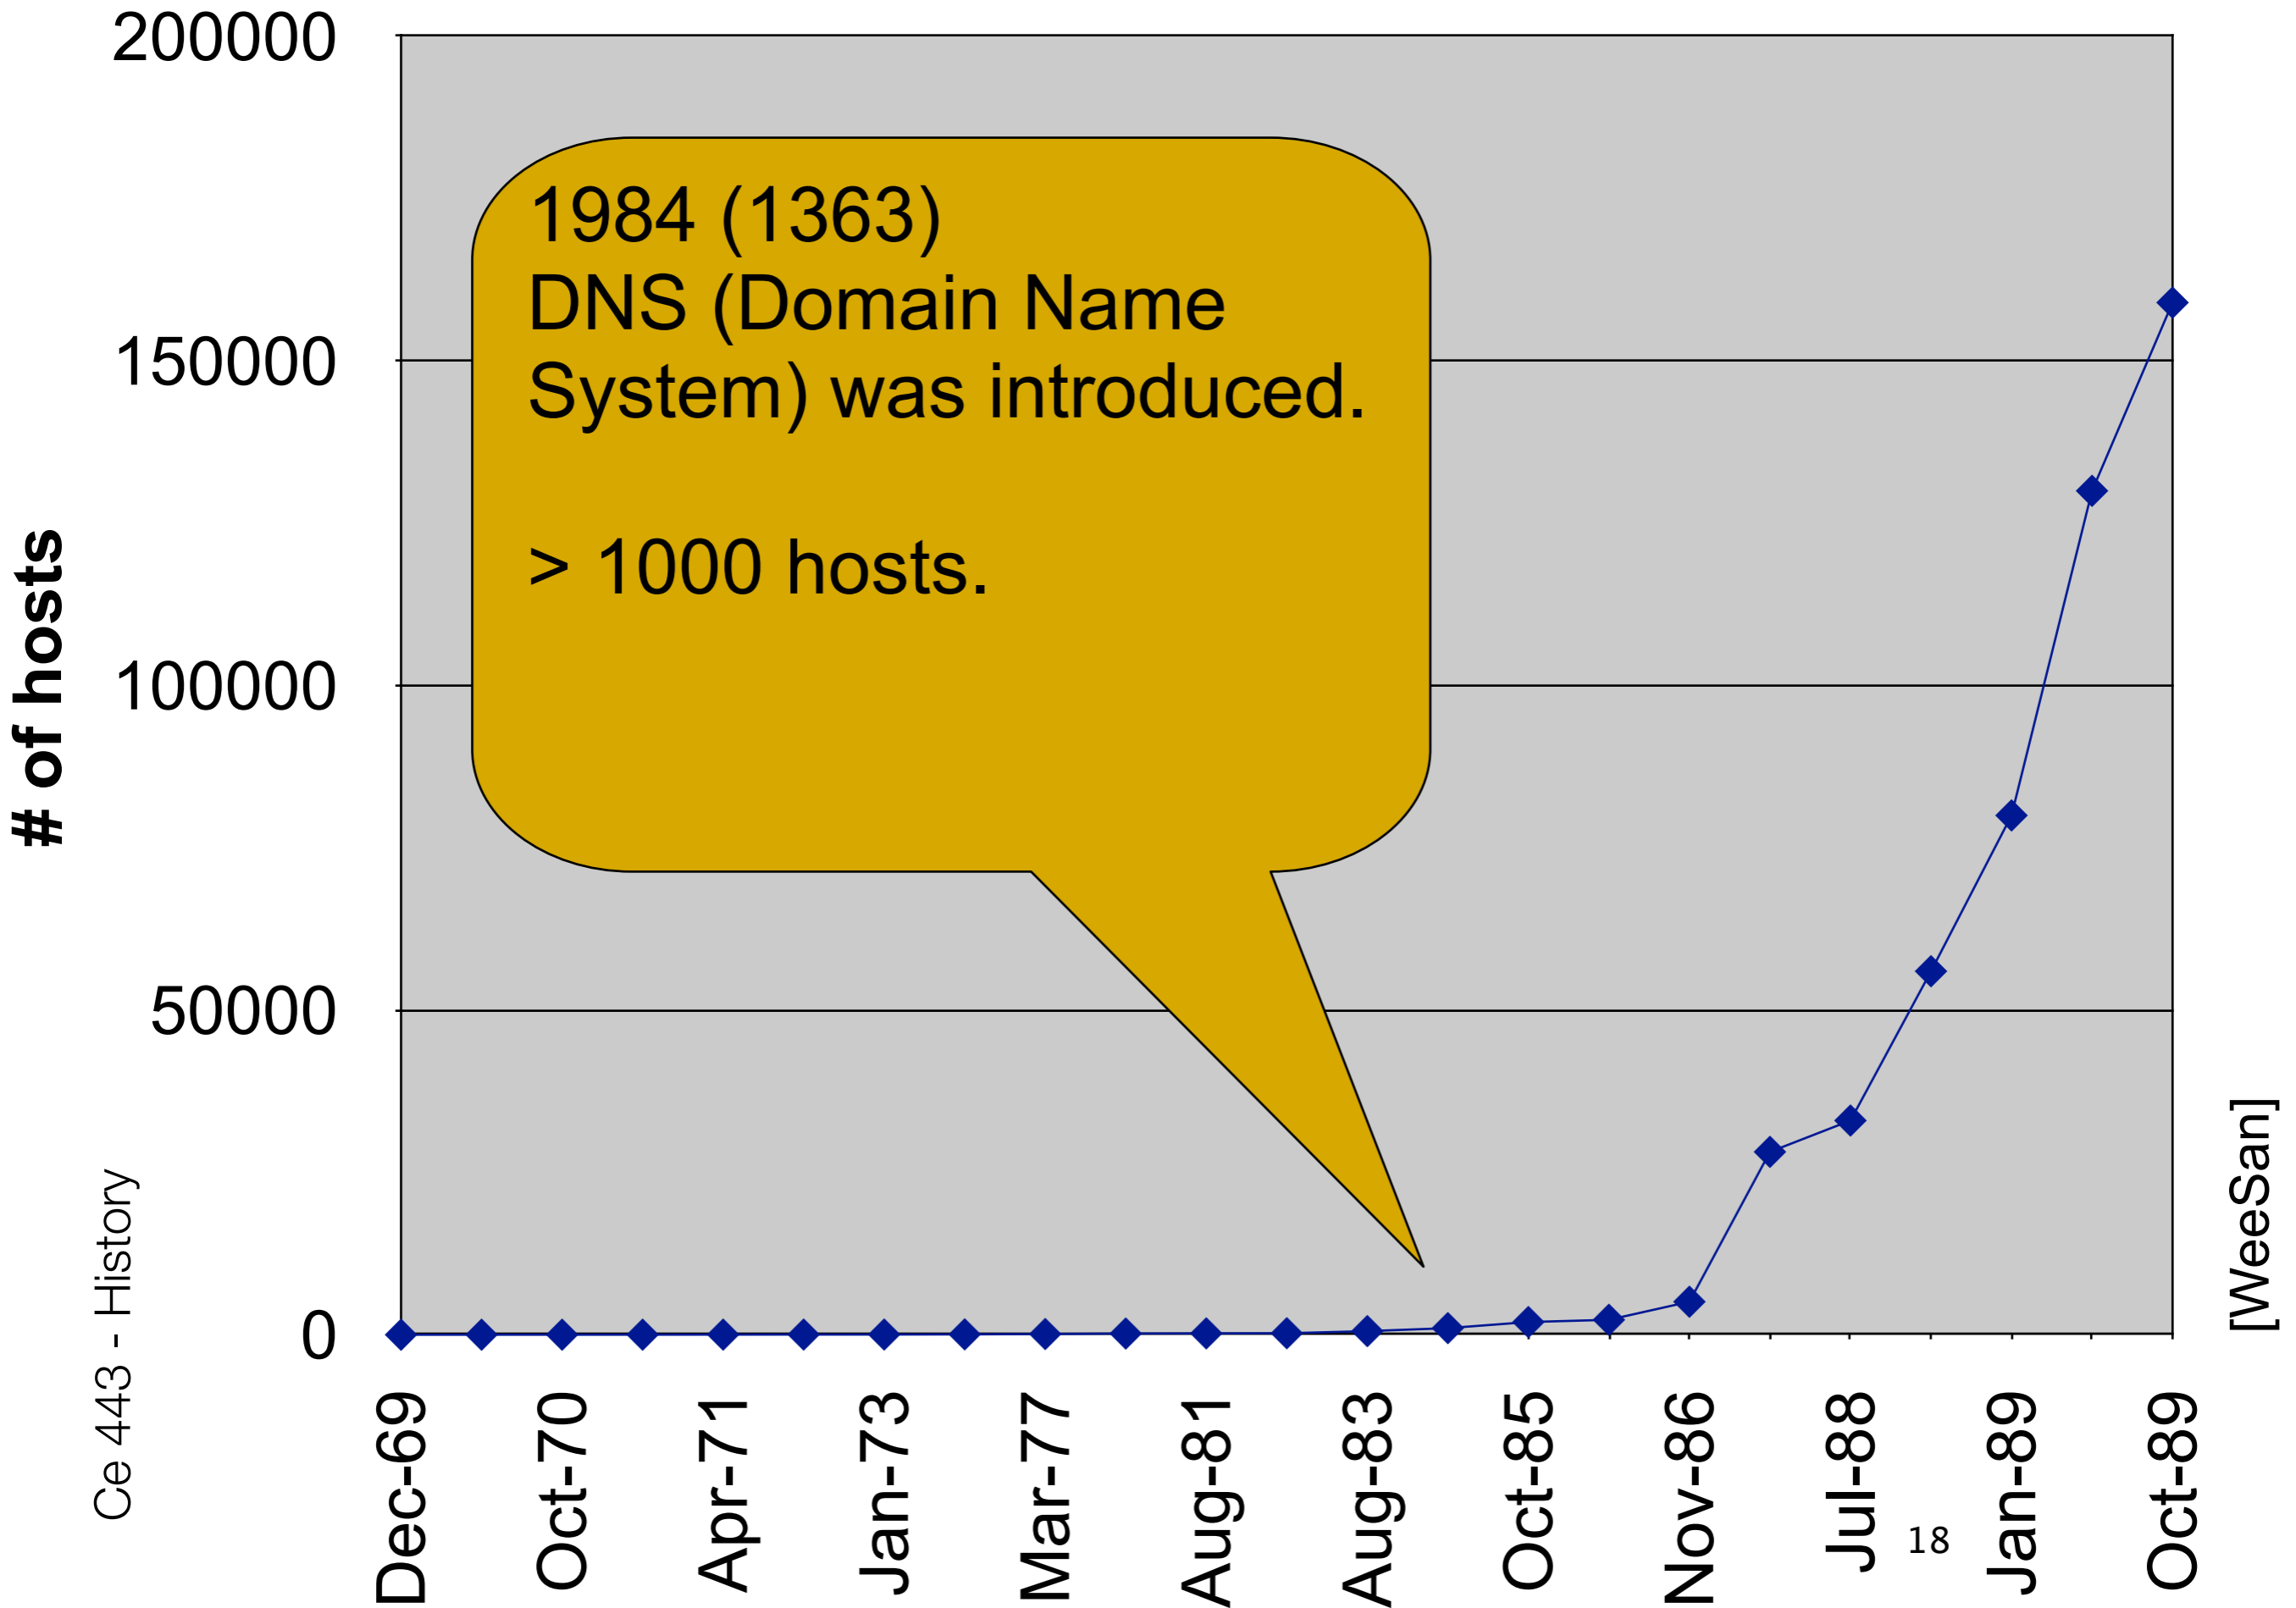 200000
150000
100000
50000
0
# of hosts
1984 (1363)
DNS (Domain Name
System) was introduced.
> 1000 hosts.
Dec-69
Oct-70
Apr-71
Jan-73
Mar-77
Aug-81
Aug-83
Oct-85
Nov-86
Jul-88
Jan-89
Oct-89
Ce 443 - History
[WeeSan]
18